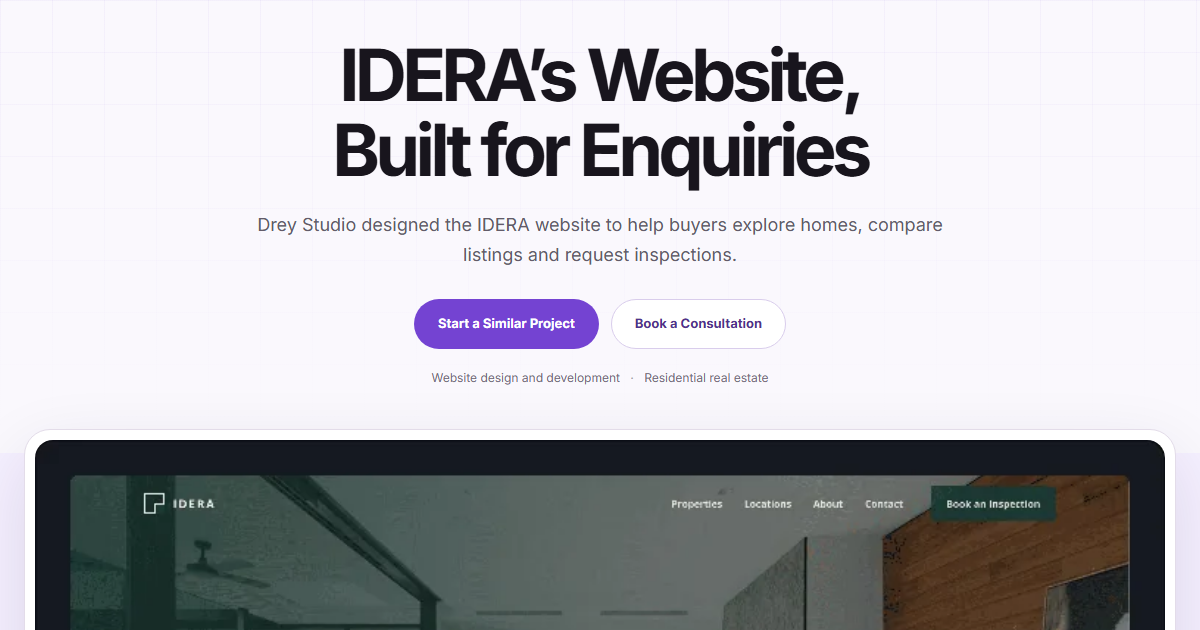 IDERA’s Website,
Built for Enquiries
Drey Studio designed the IDERA website to help buyers explore homes, compare
listings and request inspections.
Start a Similar Project
Book a Consultation
Website design and development · Residential real estate
IDERA
Properties
Locations
About
Contact
Book an Inspection